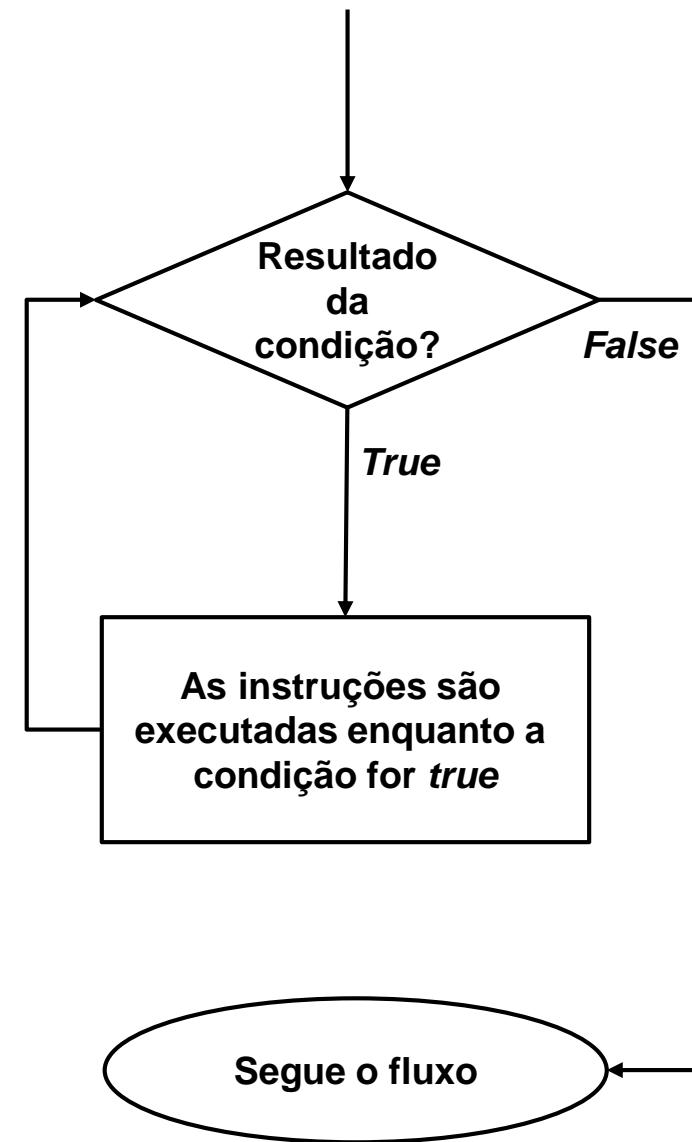 Resultado
da
condição?
False
True
As instruções são
executadas enquanto a
condição for true
Segue o fluxo